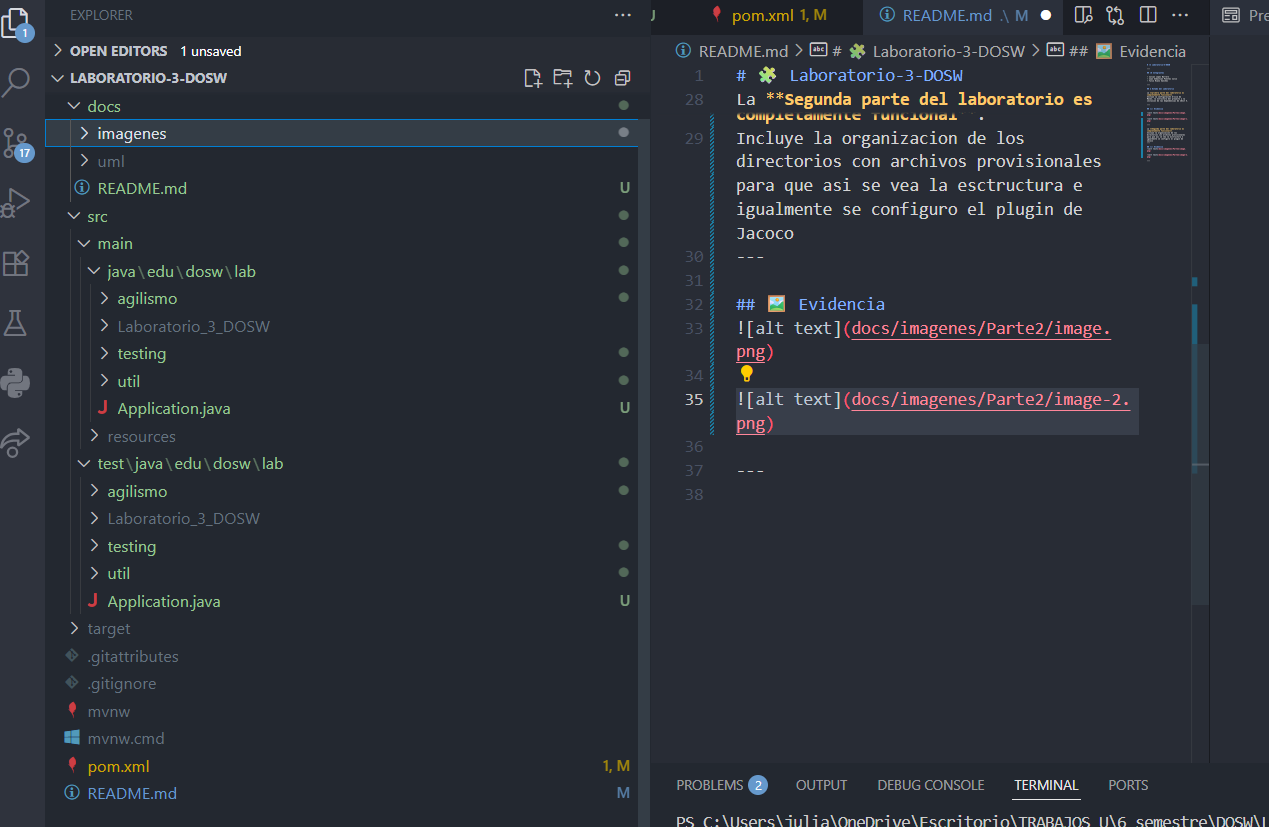 EXPLORER
OPEN EDITORS 1 unsaved
LABORATORIO-3-DOSW
docs
imagenes
uml
README.md U
src
main
java\edu\dosw\lab
agilismo
Laboratorio_3_DOSW
testing
util
Application.java U
resources
test\java\edu\dosw\lab
agilismo
Laboratorio_3_DOSW
testing
util
Application.java U
target
.gitattributes
.gitignore
mvnw
mvnw.cmd
pom.xml 1, M
README.md M
1
17
U pom.xml 1, M README.md .\ M Pre
README.md > # Laboratorio-3-DOSW > ## Evidencia
1 # Laboratorio-3-DOSW
28 La **Segunda parte del laboratorio es
completamente funcional**.
29 Incluye la organizacion de los
directorios con archivos provisionales
para que asi se vea la esctructura e
igualmente se configuro el plugin de
Jacoco
30 ---
31
32 ## Evidencia
33 ![alt text](docs/imagenes/Parte2/image.
png)
34
35 ![alt text](docs/imagenes/Parte2/image-2.
png)
36
37 ---
38
PROBLEMS 2 OUTPUT DEBUG CONSOLE TERMINAL PORTS
PS C:\Users\julia\OneDrive\Escritorio\TRABAJOS U\6 semestre\DOSW\L